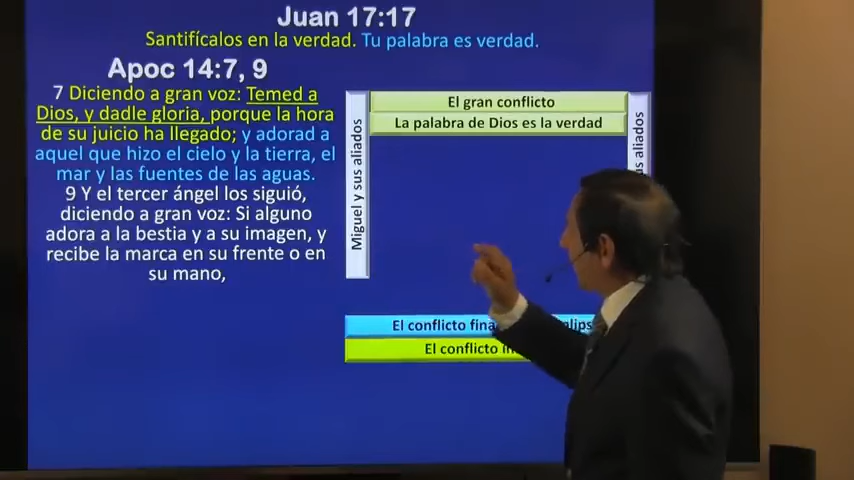 Juan 17:17
Santifícalos en la verdad. Tu palabra es verdad.
Apoc 14:7, 9
7 Diciendo a gran voz: Temed a
Dios, y dadle gloria, porque la hora
de su juicio ha llegado; y adorad a
aquel que hizo el cielo y la tierra, el
mar y las fuentes de las aguas.
9 Y el tercer ángel los siguió,
diciendo a gran voz: Si alguno
adora a la bestia y a su imagen, y
recibe la marca en su frente o en
su mano,
El gran conflicto
La palabra de Dios es la verdad
Miguel y sus aliados
aliados
El conflicto
El conflicto